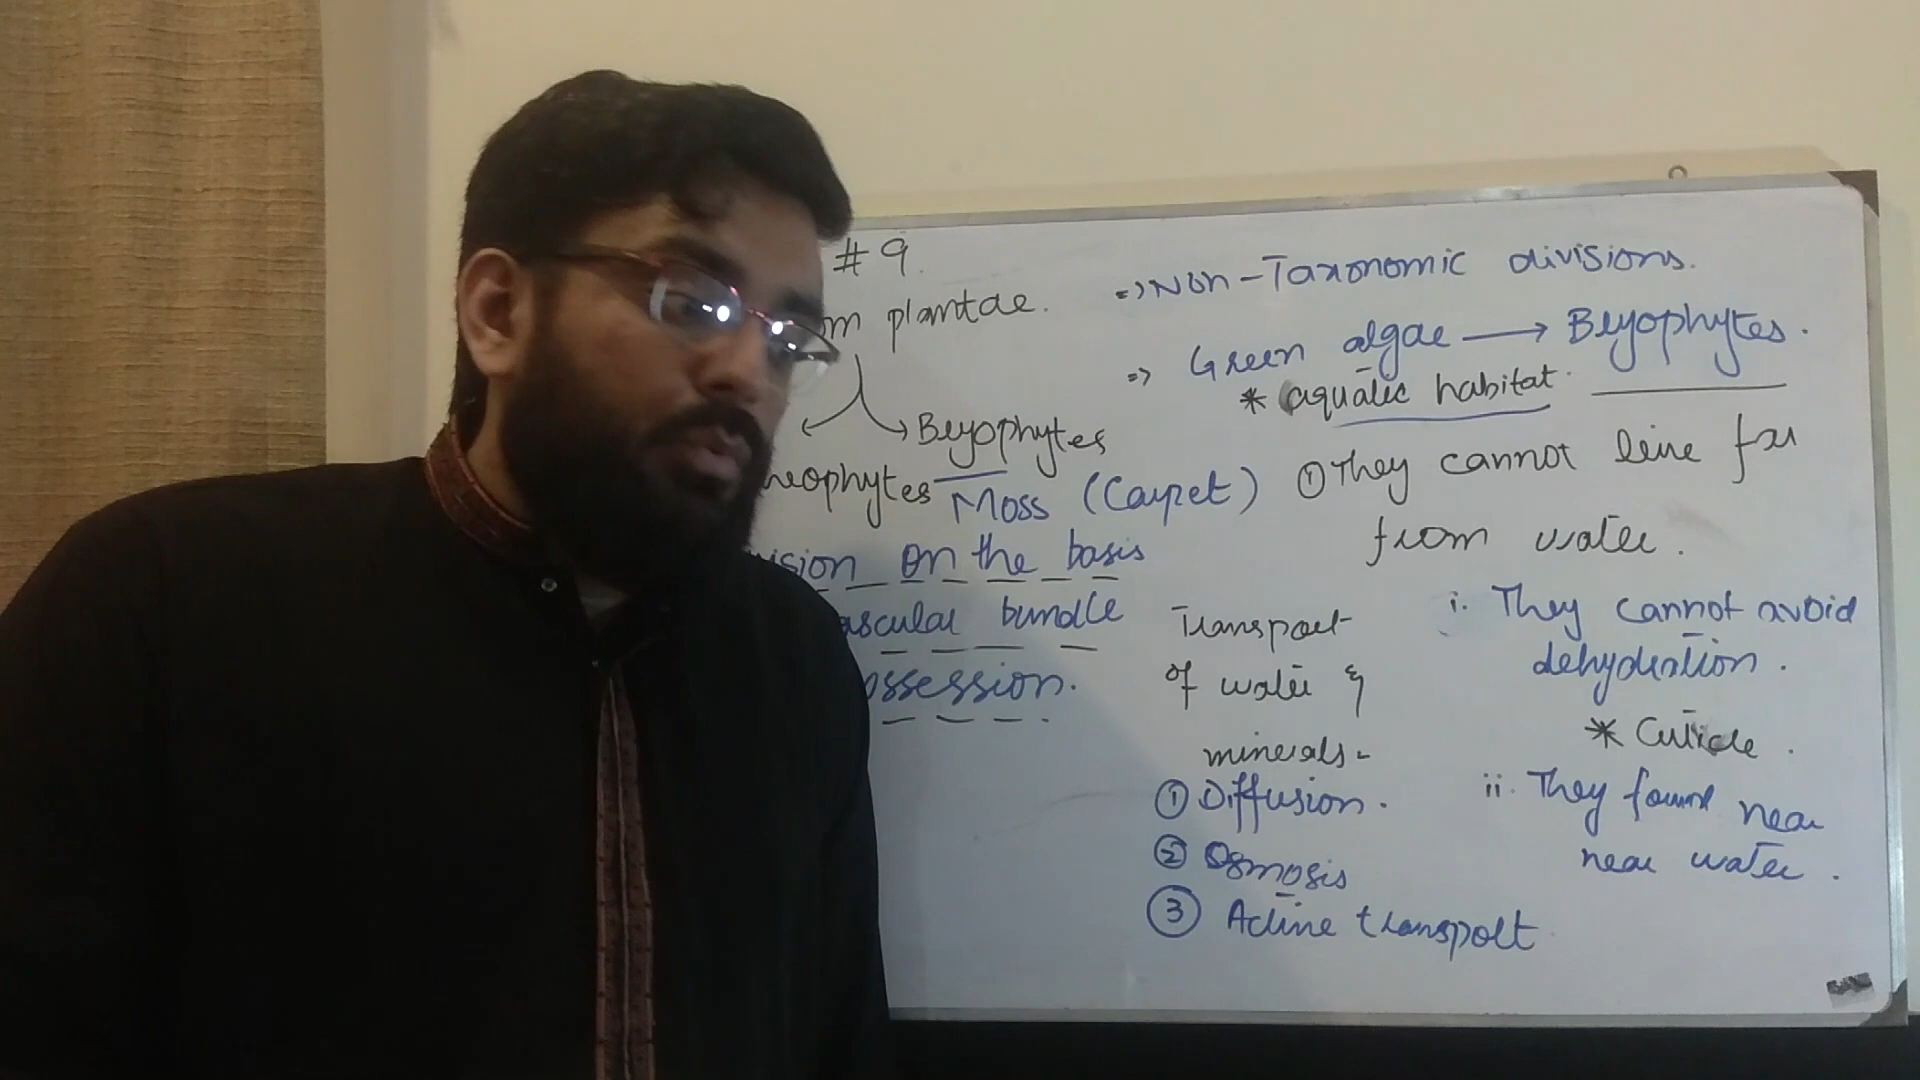 # 9.
plantae.
Bryophytes
Moss (Carpet)
on the basis
bundle
=> Non-Taxonomic divisions.
=> Green algae → Bryophytes.
* aquatic habitat.
① They cannot live far
from water.
i. They cannot avoid
dehydration.
* Cuticle.
ii. They found near
near water.
Transport
of water &
minerals-
① Diffusion.
② Osmosis
③ Active transport